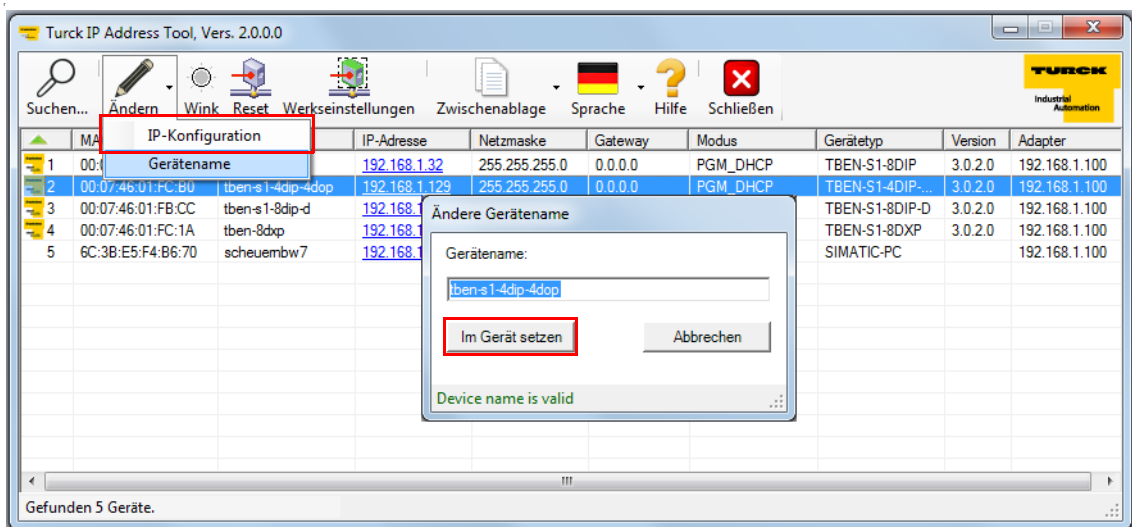 Turck IP Address Tool, Vers. 2.0.0.0
Suchen... Ändern Wink Reset Werkseinstellungen Zwischenablage Sprache Hilfe Schließen
TURCK
Industrial
Automation
IP-Konfiguration
Gerätename
MA IP-Adresse Netzmaske Gateway Modus Gerätetyp Version Adapter
1 00:0 192.168.1.32 255.255.255.0 0.0.0.0 PGM_DHCP TBEN-S1-8DIP 3.0.2.0 192.168.1.100
2 00:07:46:01:FC:B0 tben-s1-4dip-4dop 192.168.1.129 255.255.255.0 0.0.0.0 PGM_DHCP TBEN-S1-4DIP-... 3.0.2.0 192.168.1.100
3 00:07:46:01:FB:CC tben-s1-8dip-d 192.168.1 TBEN-S1-8DIP-D 3.0.2.0 192.168.1.100
4 00:07:46:01:FC:1A tben-8dxp 192.168.1 TBEN-S1-8DXP 3.0.2.0 192.168.1.100
5 6C:3B:E5:F4:B6:70 scheuembw7 192.168.1 SIMATIC-PC 192.168.1.100
Ändere Gerätename
Gerätename:
tben-s1-4dip-4dop
Im Gerät setzen Abbrechen
Device name is valid
Gefunden 5 Geräte.